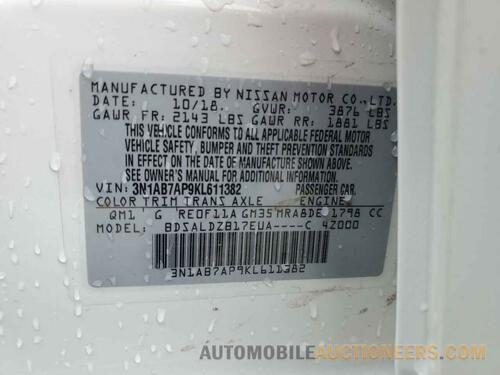 MANUFACTURED BY NISSAN MOTOR CO., LTD.
DATE: 10/18 GVWR: 3876 LBS
GAWR FR: 2143 LBS GAWR RR: 1881 LBS
THIS VEHICLE CONFORMS TO ALL APPLICABLE FEDERAL MOTOR
VEHICLE SAFETY, BUMPER AND THEFT PREVENTION STANDARDS
IN EFFECT ON THE DATE OF MANUFACTURE SHOWN ABOVE.
SEE OWNER'S MANUAL FOR ADDITIONAL INFORMATION.
VIN: 3N1AB7AP9KL611382 PASSENGER CAR.
COLOR TRIM TRANS AXLE ENGINE
QM1 G RE0F11A GM35 MRA8DE 1798 CC
MODEL: BDSALDZB17EUA----C 4Z000
3N1AB7AP9KL611382
AUTOMOBILEAUCTIONEERS.COM